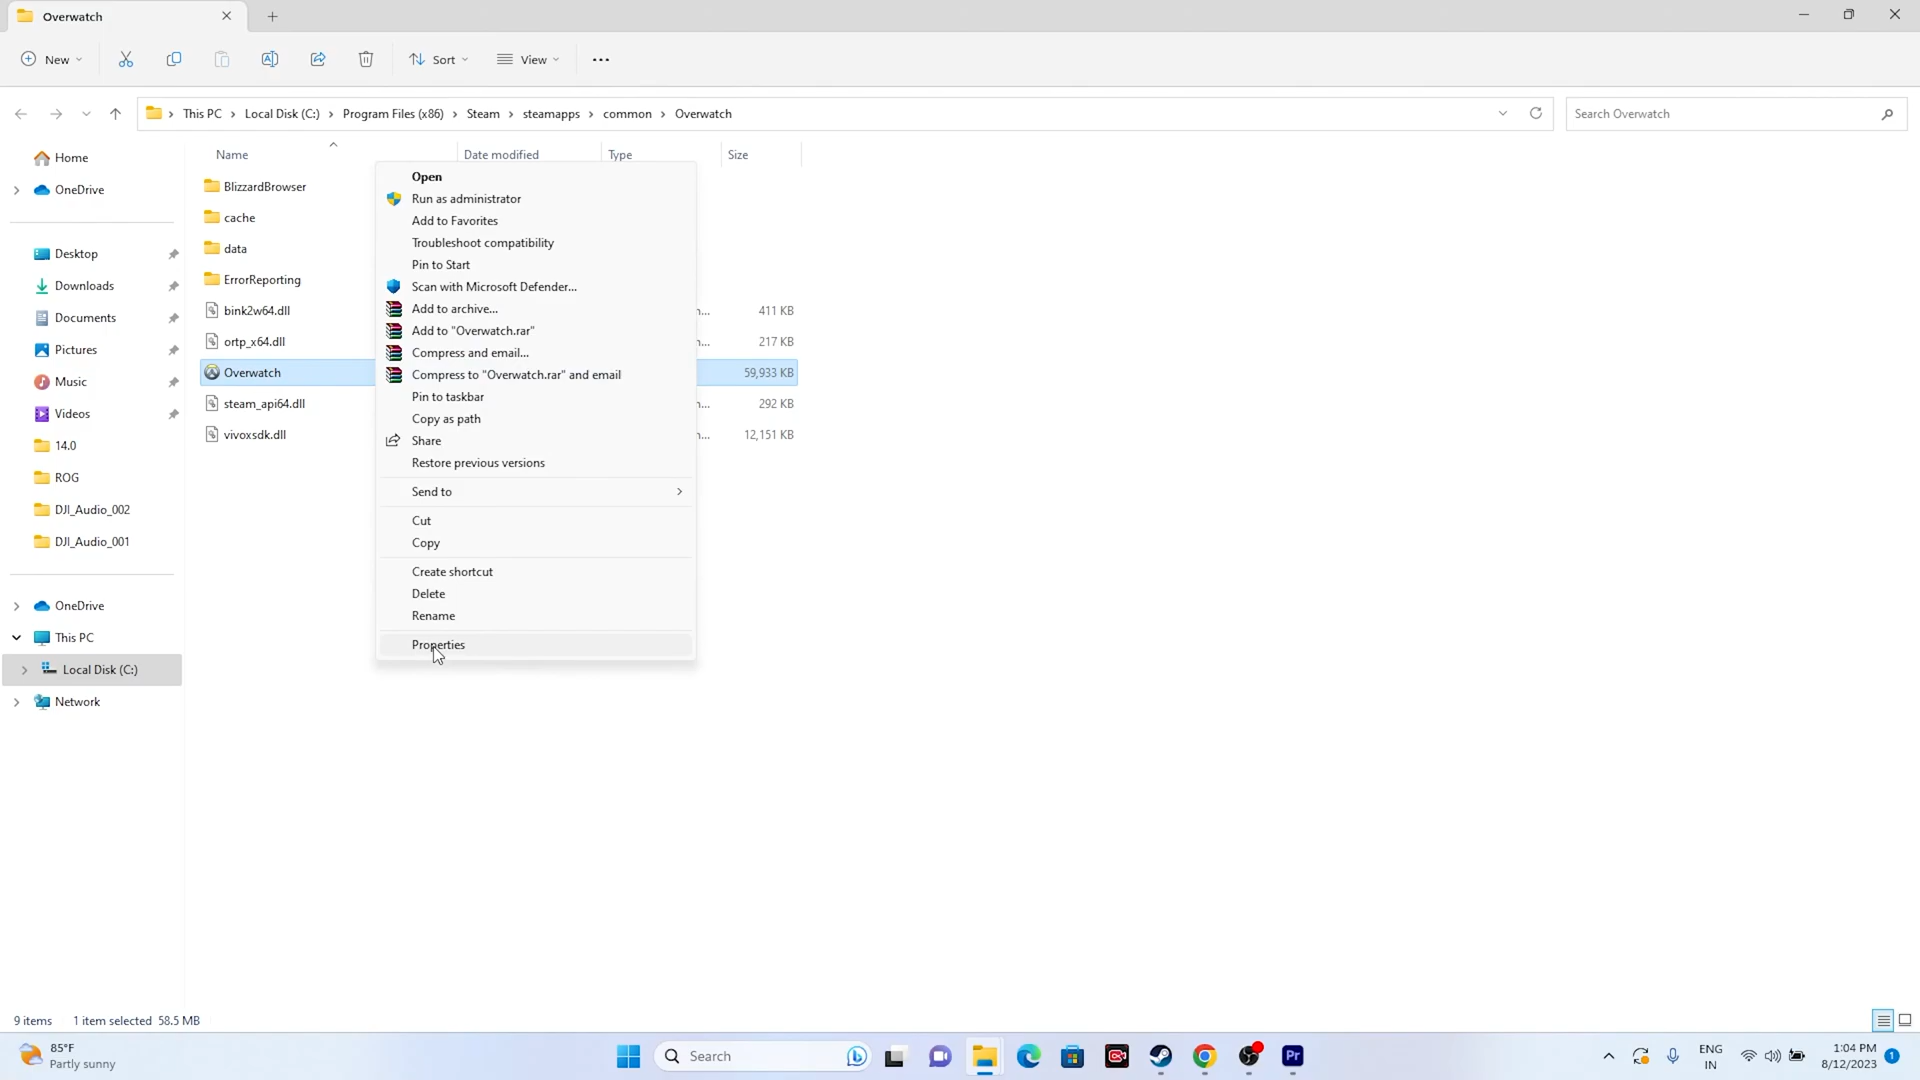 Overwatch
New
Sort
View
This PC > Local Disk (C:) > Program Files (x86) > Steam > steamapps > common > Overwatch
Search Overwatch
Home
OneDrive
Desktop
Downloads
Documents
Pictures
Music
Videos
14.0
ROG
DJI_Audio_002
DJI_Audio_001
OneDrive
This PC
Local Disk (C:)
Network
Name Date modified Type Size
BlizzardBrowser
cache
data
ErrorReporting
bink2w64.dll 411 KB
ortp_x64.dll 217 KB
Overwatch 59,933 KB
steam_api64.dll 292 KB
vivoxsdk.dll 12,151 KB
Open
Run as administrator
Add to Favorites
Troubleshoot compatibility
Pin to Start
Scan with Microsoft Defender...
Add to archive...
Add to "Overwatch.rar"
Compress and email...
Compress to "Overwatch.rar" and email
Pin to taskbar
Copy as path
Share
Restore previous versions
Send to
Cut
Copy
Create shortcut
Delete
Rename
Properties
9 items 1 item selected 58.5 MB
85°F
Partly sunny
Search
Pr
ENG
IN
1:04 PM
8/12/2023
1